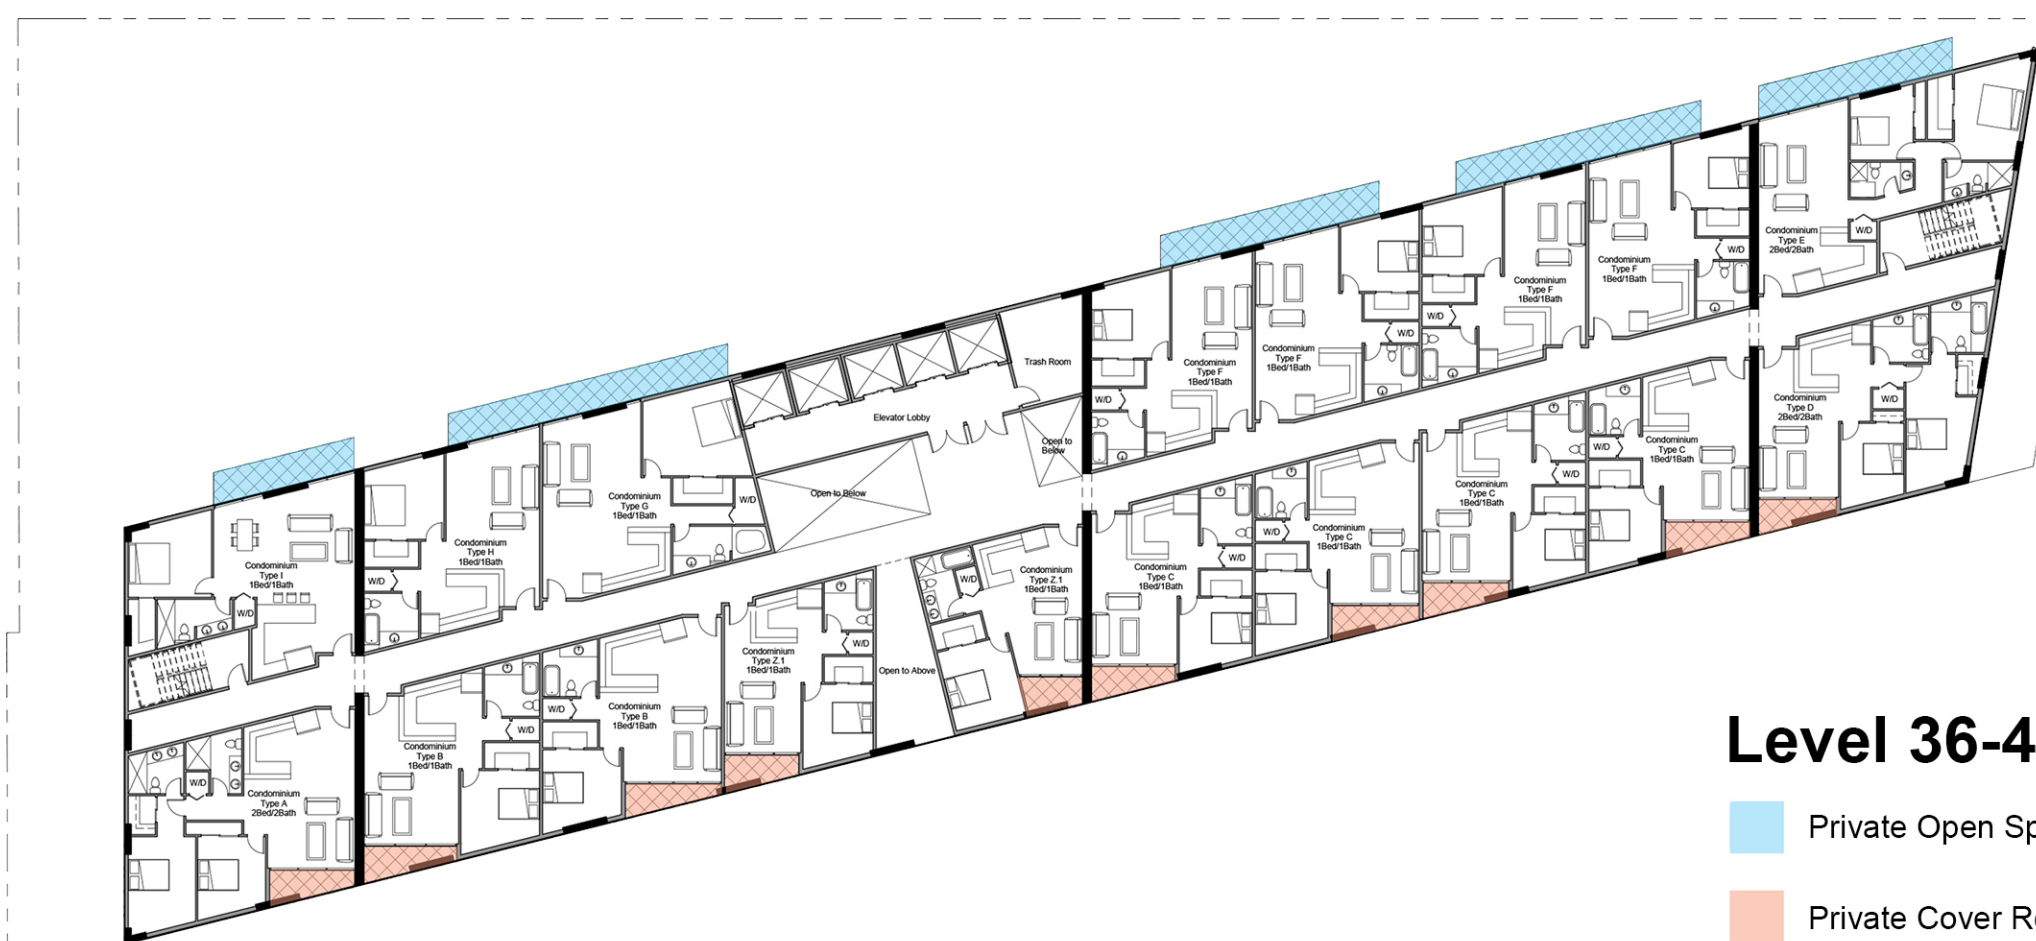 Condominium
Type E
2Bed/2Bath
W/D
Condominium
Type F
1Bed/1Bath
W/D
Condominium
Type F
1Bed/1Bath
W/D
Condominium
Type F
1Bed/1Bath
W/D
Condominium
Type F
1Bed/1Bath
W/D
Trash Room
Elevator Lobby
Open to
Below
Open to Below
Condominium
Type G
1Bed/1Bath
W/D
Condominium
Type H
1Bed/1Bath
W/D
Condominium
Type I
1Bed/1Bath
W/D
Condominium
Type D
2Bed/2Bath
W/D
Condominium
Type C
1Bed/1Bath
W/D
Condominium
Type C
1Bed/1Bath
W/D
Condominium
Type C
1Bed/1Bath
W/D
Condominium
Type C
1Bed/1Bath
W/D
Condominium
Type Z.1
1Bed/1Bath
W/D
Open to Above
Condominium
Type Z.1
1Bed/1Bath
W/D
Condominium
Type B
1Bed/1Bath
W/D
Condominium
Type B
1Bed/1Bath
W/D
Condominium
Type A
2Bed/2Bath
W/D
Level 36-4
Private Open Sp
Private Cover Re